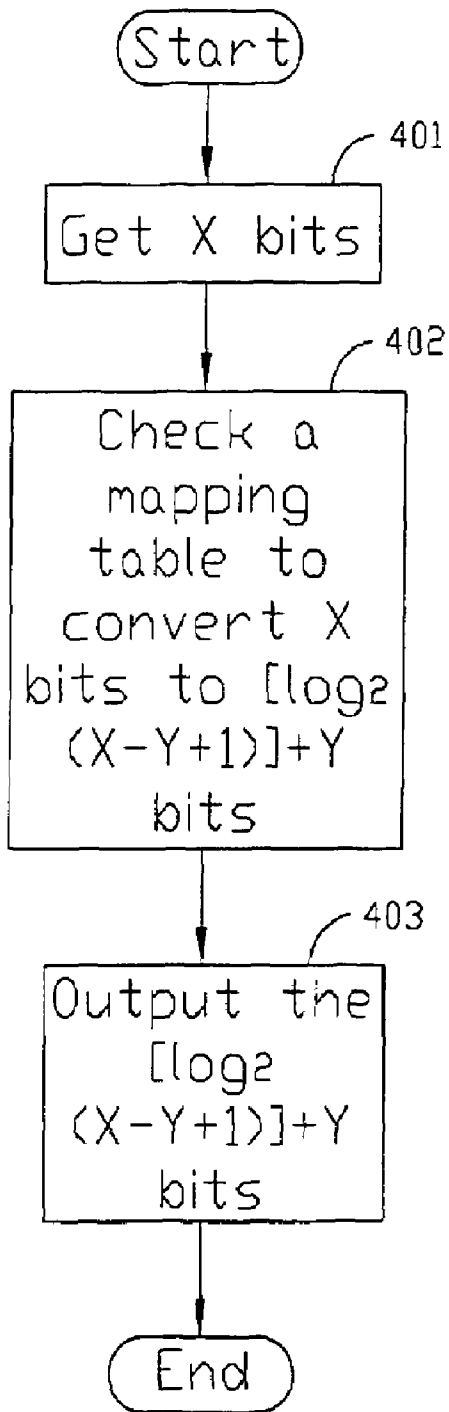 Start
401
Get X bits
402
Check a
mapping
table to
convert X
bits to [log2
(X-Y+1)]+Y
bits
403
Output the
[log2
(X-Y+1)]+Y
bits
End